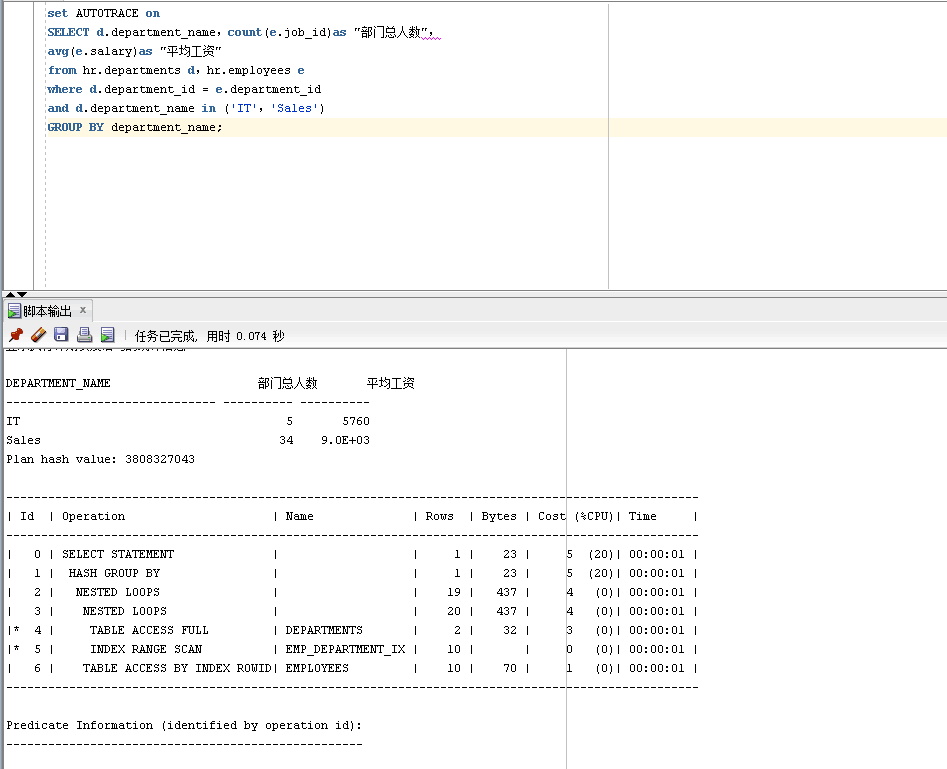 set AUTOTRACE on
SELECT d.department_name，count(e.job_id)as "部门总人数"，
avg(e.salary)as "平均工资"
from hr.departments d，hr.employees e
where d.department_id = e.department_id
and d.department_name in ('IT'，'Sales')
GROUP BY department_name;
脚本输出 x
任务已完成, 用时 0.074 秒
DEPARTMENT_NAME                     部门总人数       平均工资
------------------------------ ---------- ----------
IT                                      5       5760
Sales                                  34    9.0E+03
Plan hash value: 3808327043
---------------------------------------------------------------------------------------------------
| Id  | Operation                     | Name              | Rows  | Bytes | Cost (%CPU)| Time     |
---------------------------------------------------------------------------------------------------
|   0 | SELECT STATEMENT              |                   |     1 |    23 |     5  (20)| 00:00:01 |
|   1 |  HASH GROUP BY                |                   |     1 |    23 |     5  (20)| 00:00:01 |
|   2 |   NESTED LOOPS                |                   |    19 |   437 |     4   (0)| 00:00:01 |
|   3 |    NESTED LOOPS               |                   |    20 |   437 |     4   (0)| 00:00:01 |
|*  4 |     TABLE ACCESS FULL         | DEPARTMENTS       |     2 |    32 |     3   (0)| 00:00:01 |
|*  5 |     INDEX RANGE SCAN          | EMP_DEPARTMENT_IX |    10 |       |     0   (0)| 00:00:01 |
|   6 |    TABLE ACCESS BY INDEX ROWID| EMPLOYEES         |    10 |    70 |     1   (0)| 00:00:01 |
---------------------------------------------------------------------------------------------------
Predicate Information (identified by operation id):
---------------------------------------------------